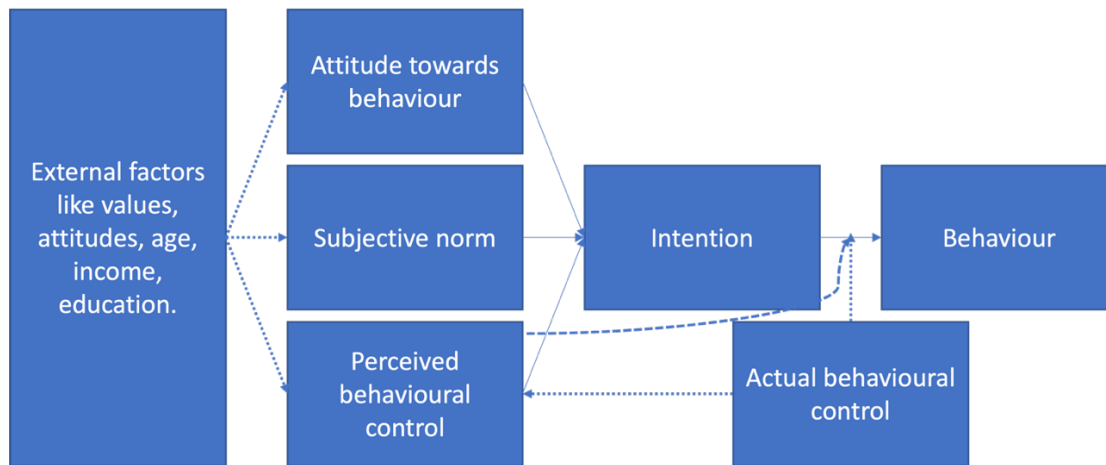 External factors
like values,
attitudes, age,
income,
education.
Attitude towards
behaviour
Subjective norm
Perceived
behavioural
control
Intention
Behaviour
Actual behavioural
control